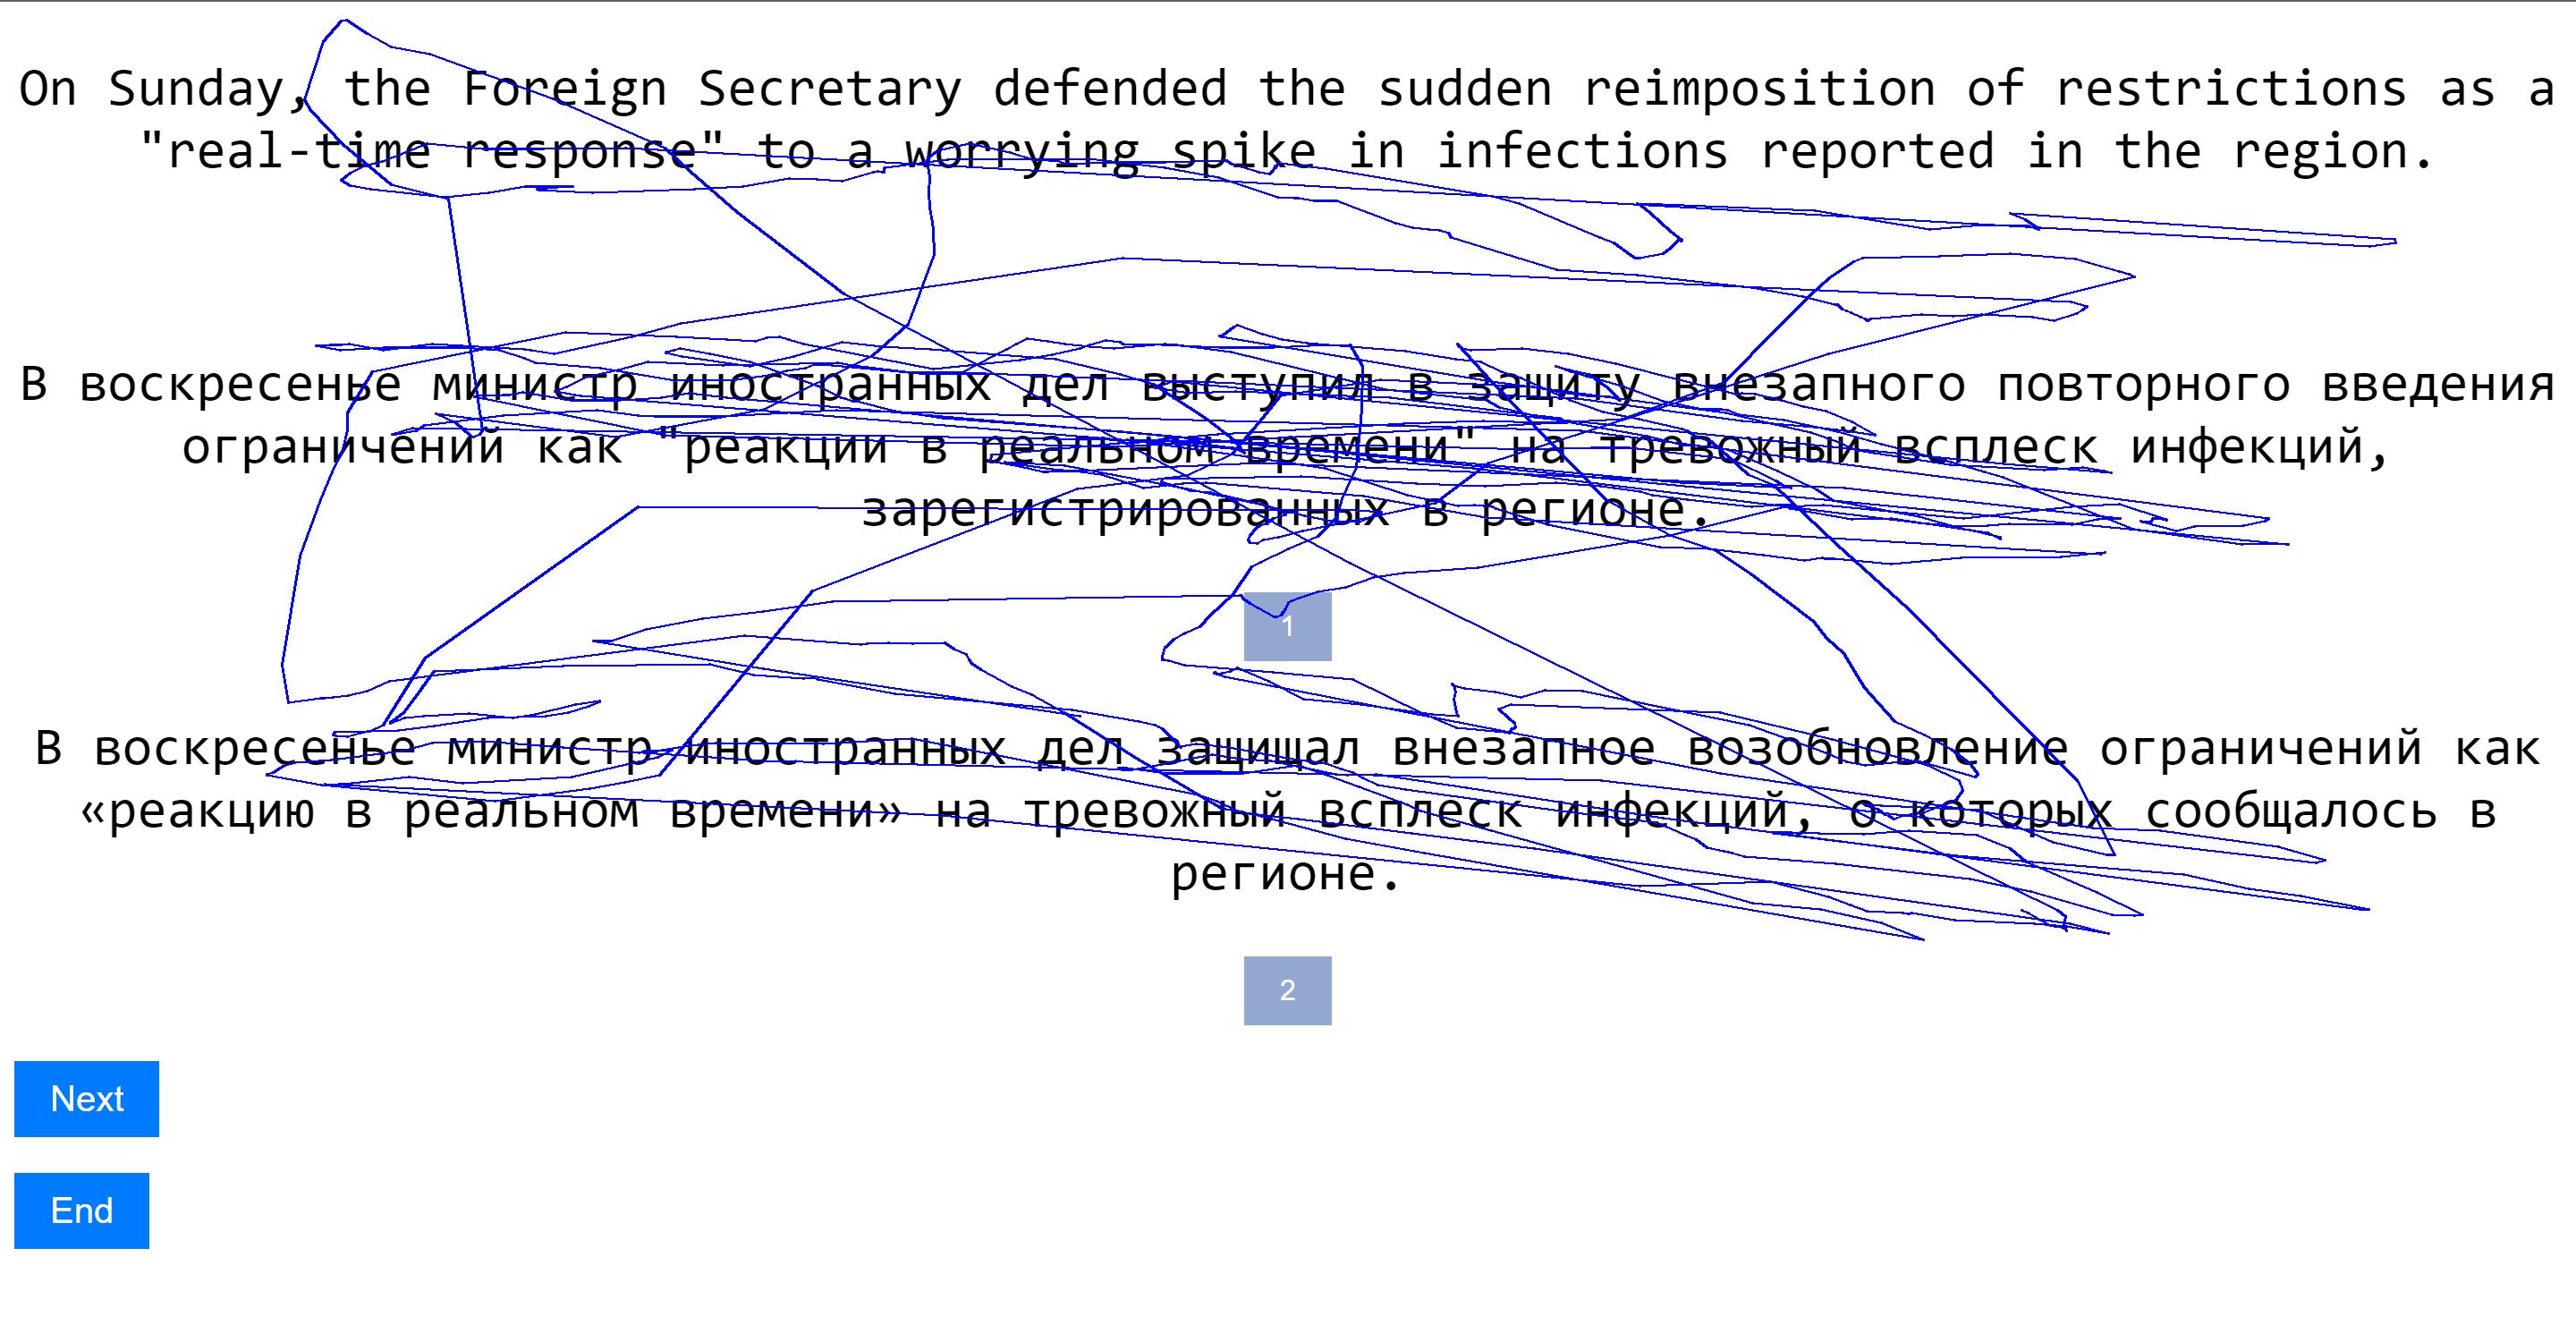 On Sunday, the Foreign Secretary defended the sudden reimposition of restrictions as a
"real-time response" to a worrying spike in infections reported in the region.
В воскресенье министр иностранных дел выступил в защиту внезапного повторного введения
ограничений как "реакции в реальном времени" на тревожный всплеск инфекций,
зарегистрированных в регионе.
1
В воскресенье министр иностранных дел защищал внезапное возобновление ограничений как
«реакцию в реальном времени» на тревожный всплеск инфекций, о которых сообщалось в
регионе.
2
Next
End